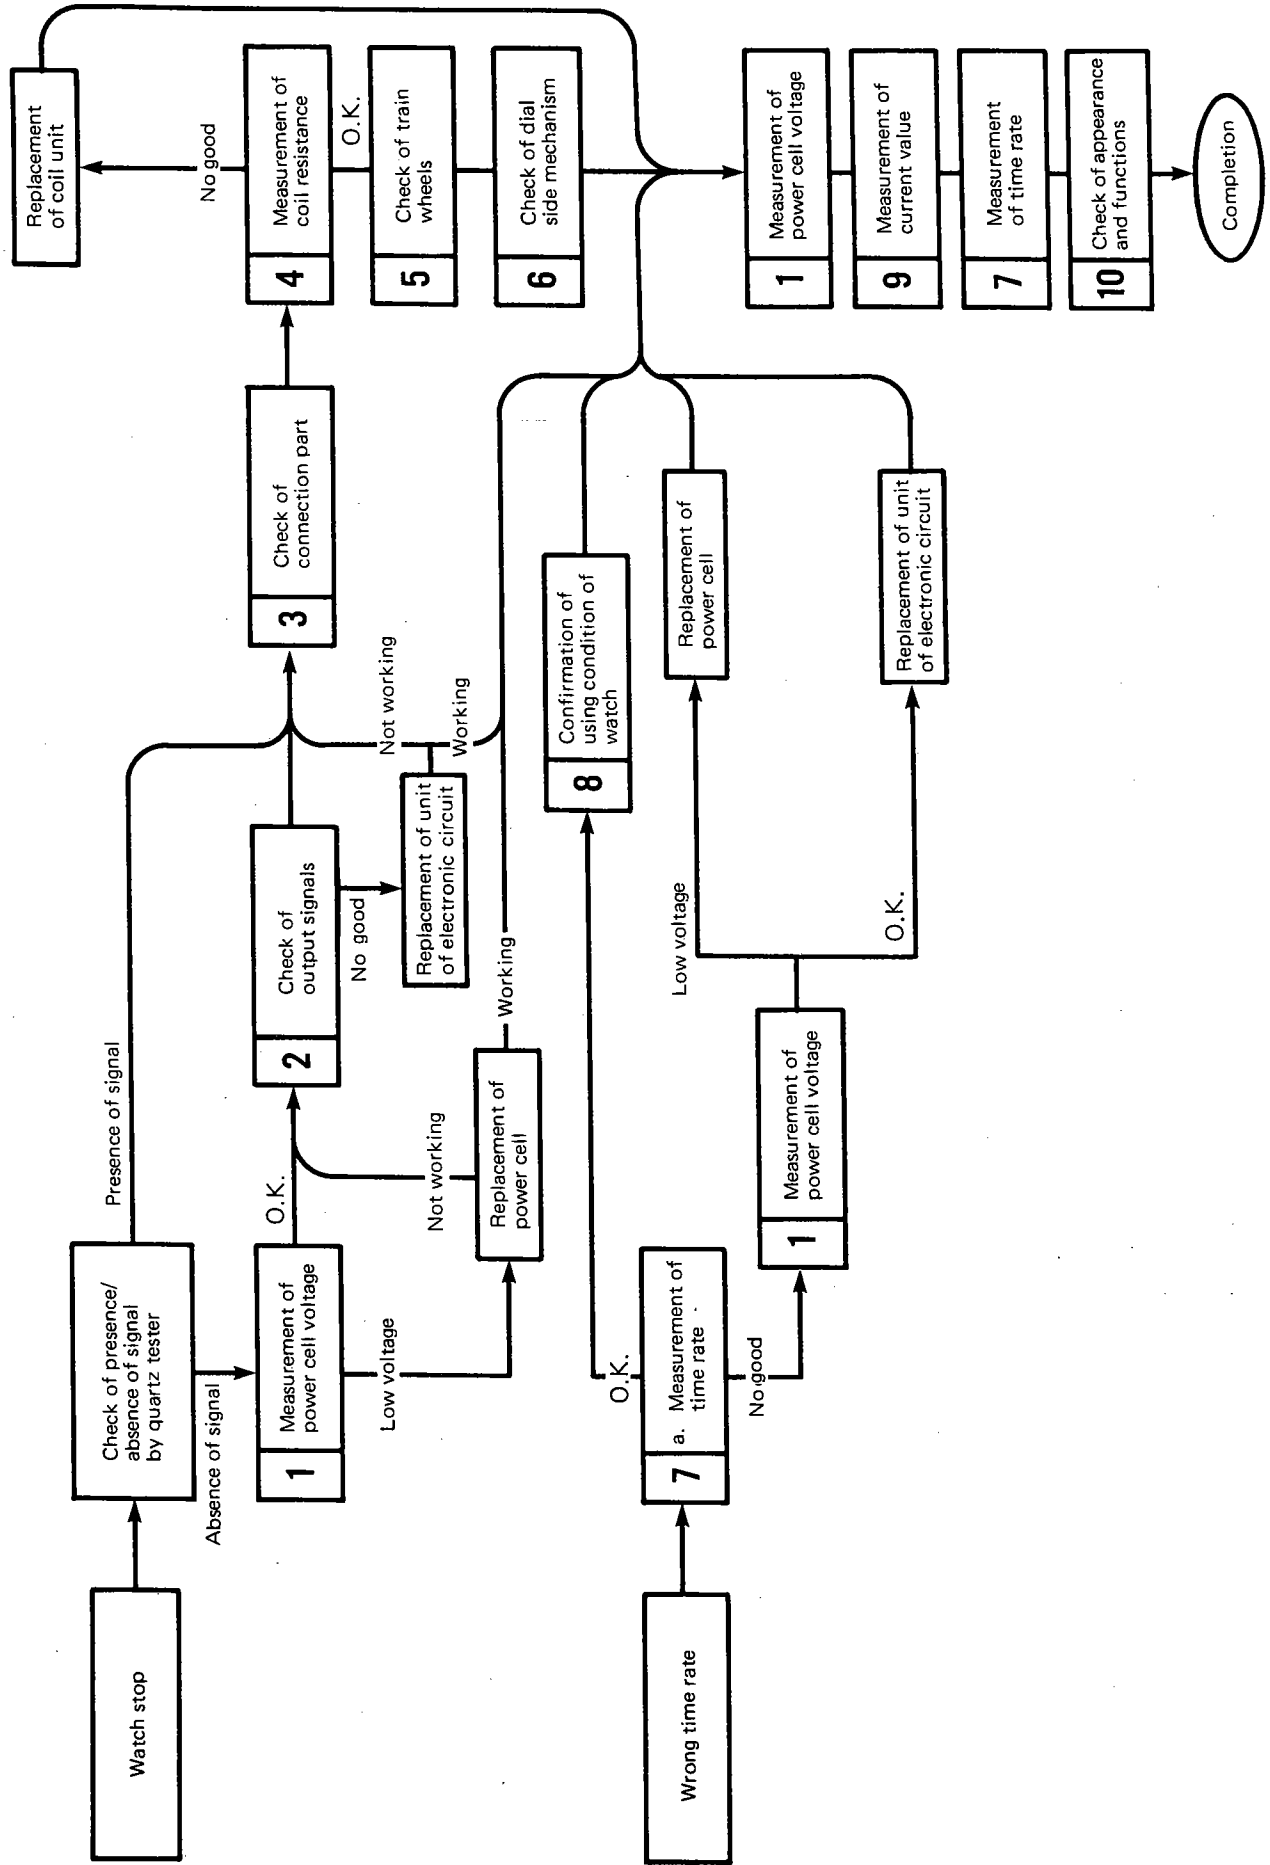 Watch stop
Check of presence/
absence of signal
by quartz tester
Presence of signal
Absence of signal
1
Measurement of
power cell voltage
O.K.
Low voltage
Replacement of
power cell
Not working
Working
2
Check of
output signals
No good
Replacement of unit
of electronic circuit
Not working
Working
3
Check of
connection part
4
Measurement of
coil resistance
No good
Replacement
of coil unit
O.K.
5
Check of train
wheels
6
Check of dial
side mechanism
Wrong time rate
7
a. Measurement of
time rate
O.K.
No good
8
Confirmation of
using condition of
watch
1
Measurement of
power cell voltage
Low voltage
O.K.
Replacement of
power cell
Replacement of unit
of electronic circuit
1
Measurement of
power cell voltage
9
Measurement of
current value
7
Measurement
of time rate
10
Check of appearance
and functions
Completion